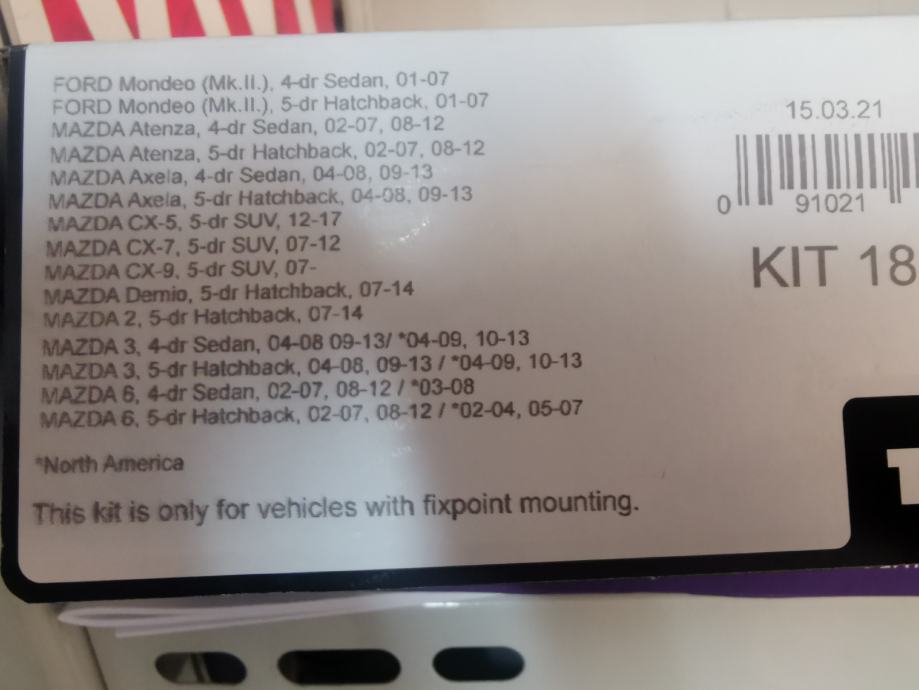 FORD Mondeo (Mk.II.), 4-dr Sedan, 01-07
FORD Mondeo (Mk.II.), 5-dr Hatchback, 01-07
MAZDA Atenza, 4-dr Sedan, 02-07, 08-12
MAZDA Atenza, 5-dr Hatchback, 02-07, 08-12
MAZDA Axela, 4-dr Sedan, 04-08, 09-13
MAZDA Axela, 5-dr Hatchback, 04-08, 09-13
MAZDA CX-5, 5-dr SUV, 12-17
MAZDA CX-7, 5-dr SUV, 07-12
MAZDA CX-9, 5-dr SUV, 07-
MAZDA Demio, 5-dr Hatchback, 07-14
MAZDA 2, 5-dr Hatchback, 07-14
MAZDA 3, 4-dr Sedan, 04-08 09-13/ *04-09, 10-13
MAZDA 3, 5-dr Hatchback, 04-08, 09-13 / *04-09, 10-13
MAZDA 6, 4-dr Sedan, 02-07, 08-12 / *03-08
MAZDA 6, 5-dr Hatchback, 02-07, 08-12 / *02-04, 05-07
*North America
This kit is only for vehicles with fixpoint mounting.
15.03.21
0 91021
KIT 18